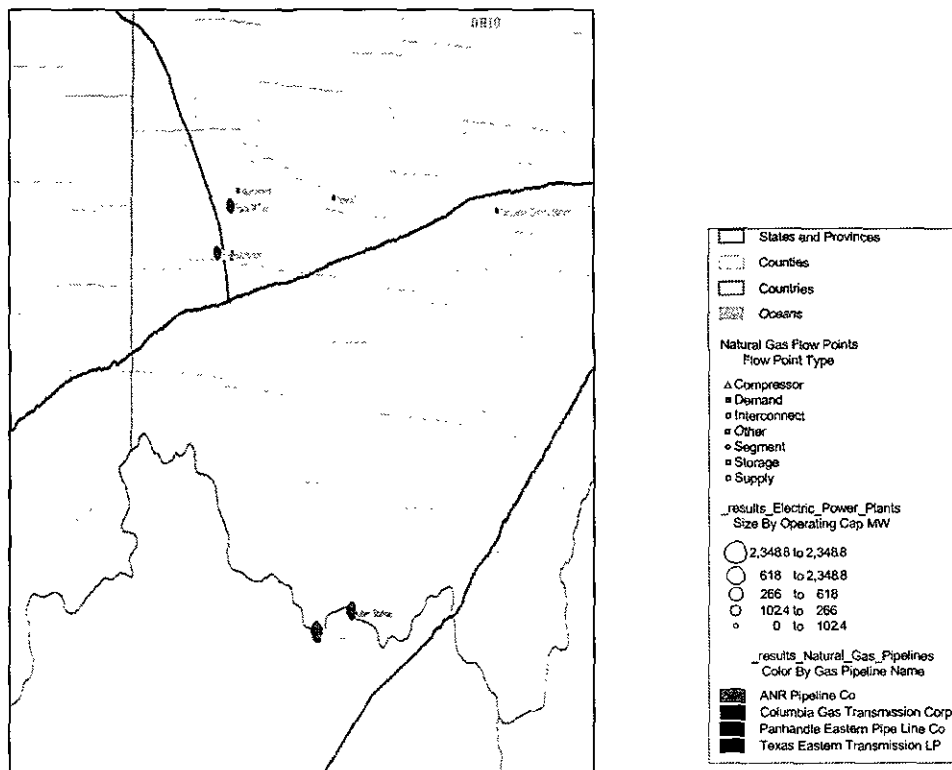 OHIO
States and Provinces
Counties
Countries
Oceans
Natural Gas Flow Points
Flow Point Type
Compressor
Demand
Interconnect
Other
Segment
Storage
Supply
_results_Electric_Power_Plants
Size By Operating Cap MW
2,348.8 to 2,348.8
618 to 2,348.8
266 to 618
102.4 to 266
0 to 102.4
_results_Natural_Gas_Pipelines
Color By Gas Pipeline Name
ANR Pipeline Co
Columbia Gas Transmission Corp
Panhandle Eastern Pipe Line Co
Texas Eastern Transmission LP